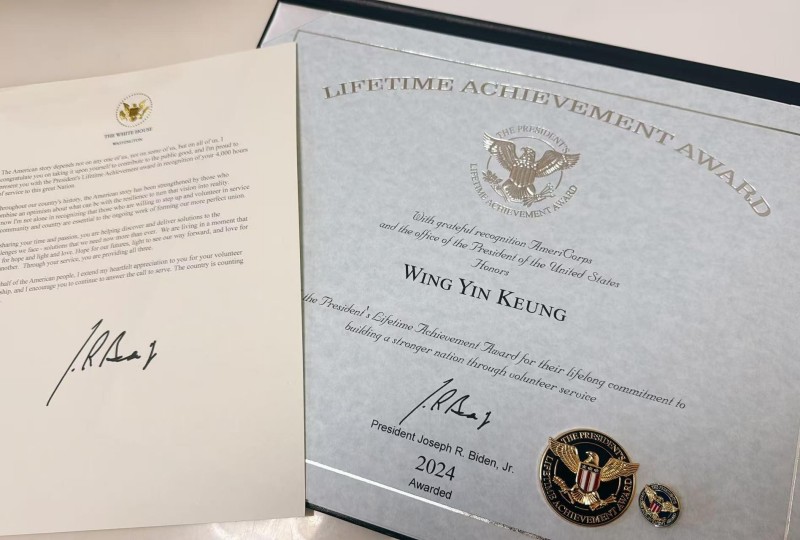 THE WHITE HOUSE
WASHINGTON
The American story depends not on any one of us, not on some of us, but on all of us. I
congratulate you on taking it upon yourself to contribute to the public good, and I'm proud to
present you with the President's Lifetime Achievement award in recognition of your 4,000 hours
of service to this great Nation.
Throughout our country's history, the American story has been strengthened by those who
combine an optimism about what can be with the resilience to turn that vision into reality.
know I'm not alone in recognizing that those who are willing to step up and volunteer in service
community and country are essential to the ongoing work of forming our more perfect union.
sharing your time and passion, you are helping discover and deliver solutions to the
challenges we face - solutions that we need now more than ever. We are living in a moment that
for hope and light and love. Hope for our futures, light to see our way forward, and love for
another. Through your service, you are providing all three.
behalf of the American people, I extend my heartfelt appreciation to you for your volunteer
and I encourage you to continue to answer the call to serve. The country is counting
LIFETIME ACHIEVEMENT AWARD
THE PRESIDENT'S
LIFETIME ACHIEVEMENT AWARD
With grateful recognition AmeriCorps
and the office of the President of the United States
Honors
WING YIN KEUNG
the President's Lifetime Achievement Award for their lifelong commitment to
building a stronger nation through volunteer service
President Joseph R. Biden, Jr.
2024
Awarded
THE PRESIDENT'S
LIFETIME ACHIEVEMENT AWARD